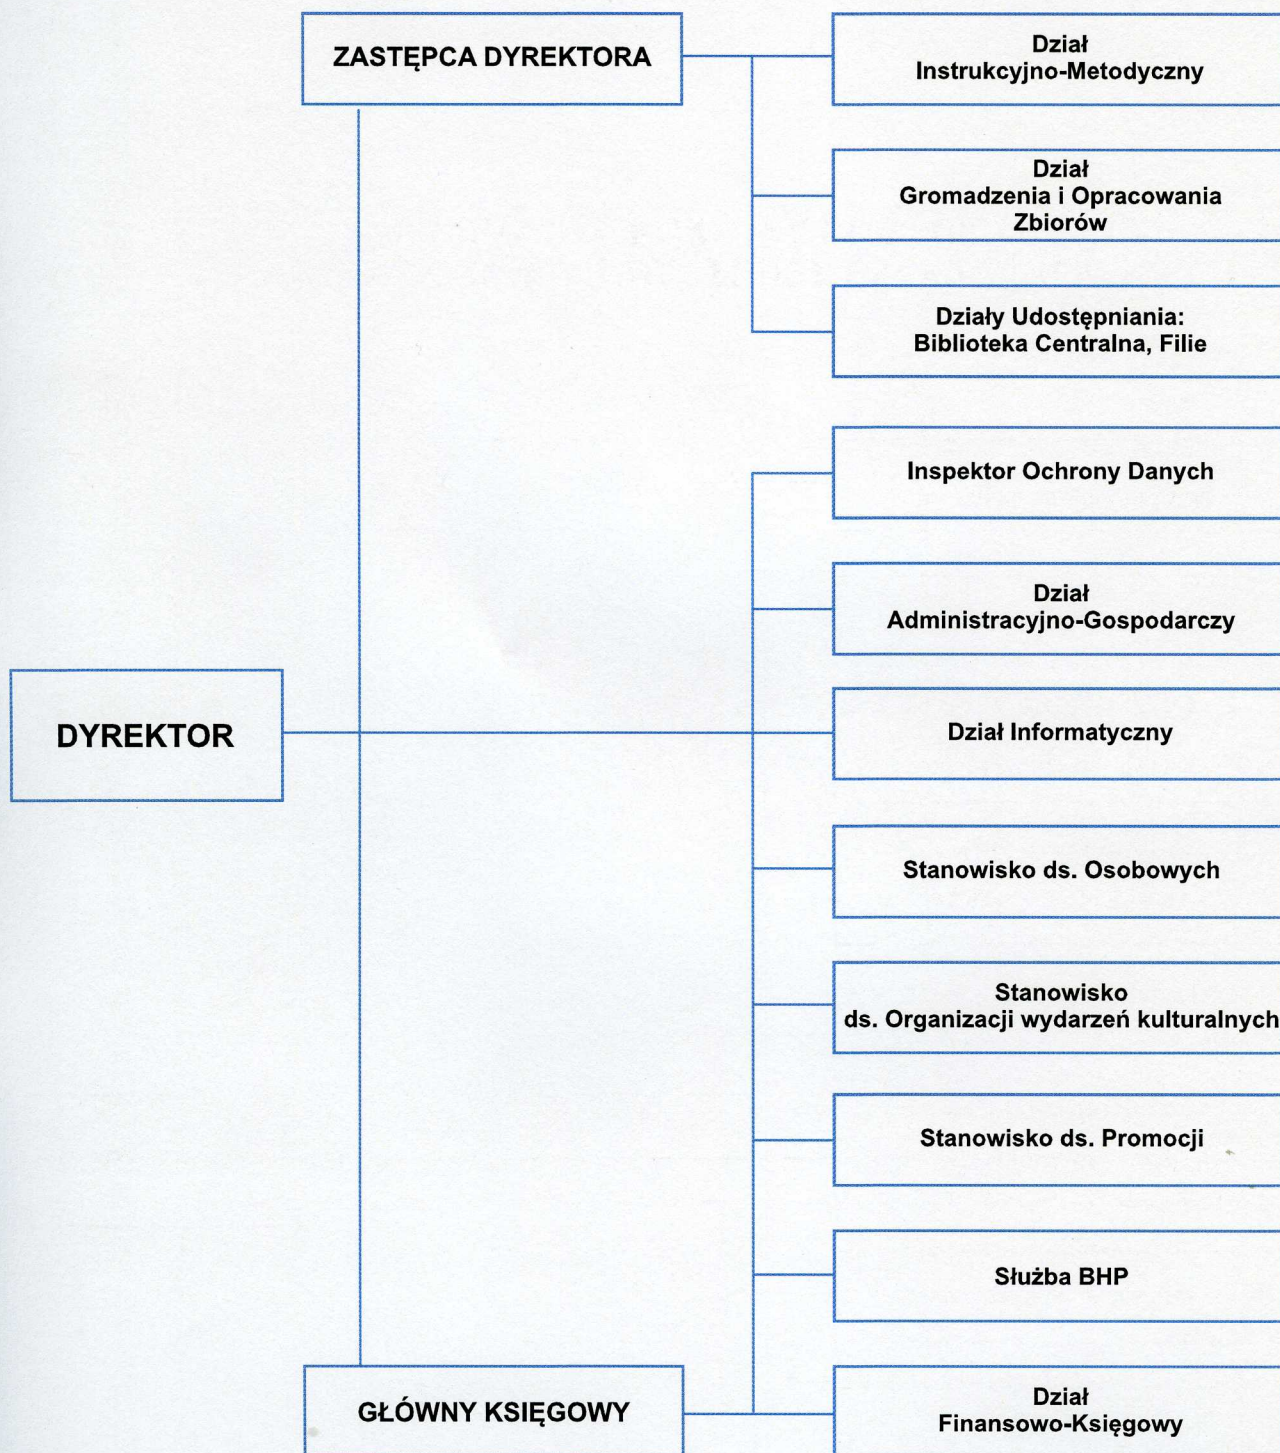 ZASTĘPCA DYREKTORA
Dział
Instrukcyjno-Metodyczny
Dział
Gromadzenia i Opracowania
Zbiorów
Działy Udostępniania:
Biblioteka Centralna, Filie
Inspektor Ochrony Danych
Dział
Administracyjno-Gospodarczy
DYREKTOR
Dział Informatyczny
Stanowisko ds. Osobowych
Stanowisko
ds. Organizacji wydarzeń kulturalnych
Stanowisko ds. Promocji
Służba BHP
GŁÓWNY KSIĘGOWY
Dział
Finansowo-Księgowy